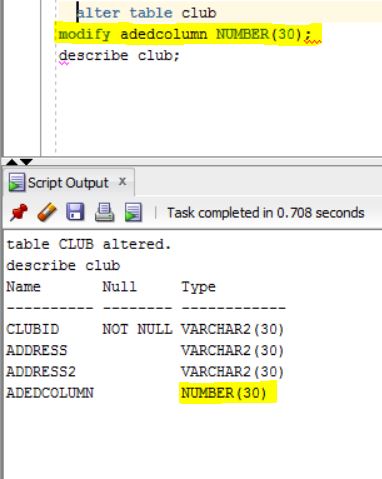 alter table club
modify adedcolumn NUMBER(30);
describe club;
Script Output x
Task completed in 0.708 seconds
table CLUB altered.
describe club
Name Null Type
---------- -------- ------------
CLUBID NOT NULL VARCHAR2(30)
ADDRESS VARCHAR2(30)
ADDRESS2 VARCHAR2(30)
ADEDCOLUMN NUMBER(30)